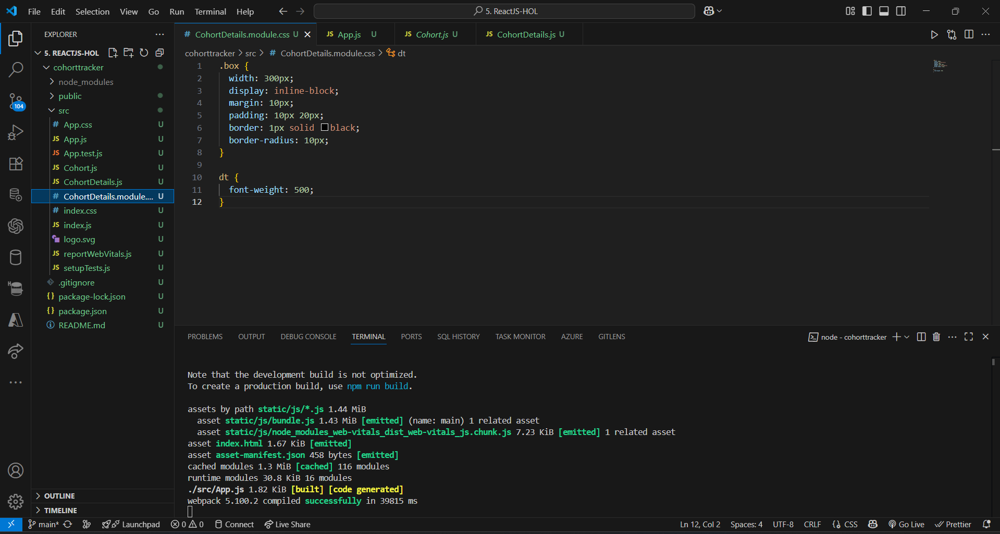 File Edit Selection View Go Run Terminal Help
5. ReactJS-HOL
EXPLORER
5. REACTJS-HOL
cohorttracker
node_modules
public
src
# App.css U
JS App.js U
JS App.test.js U
JS Cohort.js U
JS CohortDetails.js U
# CohortDetails.module.... U
# index.css U
JS index.js U
logo.svg U
JS reportWebVitals.js U
JS setupTests.js U
.gitignore U
{} package-lock.json U
{} package.json U
README.md U
OUTLINE
TIMELINE
104
# CohortDetails.module.css U
JS App.js U
JS Cohort.js U
JS CohortDetails.js U
cohorttracker > src > # CohortDetails.module.css > dt
1 .box {
2 width: 300px;
3 display: inline-block;
4 margin: 10px;
5 padding: 10px 20px;
6 border: 1px solid black;
7 border-radius: 10px;
8 }
9
10 dt {
11 font-weight: 500;
12 }
PROBLEMS OUTPUT DEBUG CONSOLE TERMINAL PORTS SQL HISTORY TASK MONITOR AZURE GITLENS
node - cohorttracker
Note that the development build is not optimized.
To create a production build, use npm run build.
assets by path static/js/*.js 1.44 MiB
asset static/js/bundle.js 1.43 MiB [emitted] (name: main) 1 related asset
asset static/js/node_modules_web-vitals_dist_web-vitals_js.chunk.js 7.23 KiB [emitted] 1 related asset
asset index.html 1.67 KiB [emitted]
asset asset-manifest.json 458 bytes [emitted]
cached modules 1.3 MiB [cached] 116 modules
runtime modules 30.8 KiB 16 modules
./src/App.js 1.82 KiB [built] [code generated]
webpack 5.100.2 compiled successfully in 39815 ms
main* Launchpad 0 0 Connect Live Share
Ln 12, Col 2 Spaces: 4 UTF-8 CRLF {} CSS Go Live Prettier